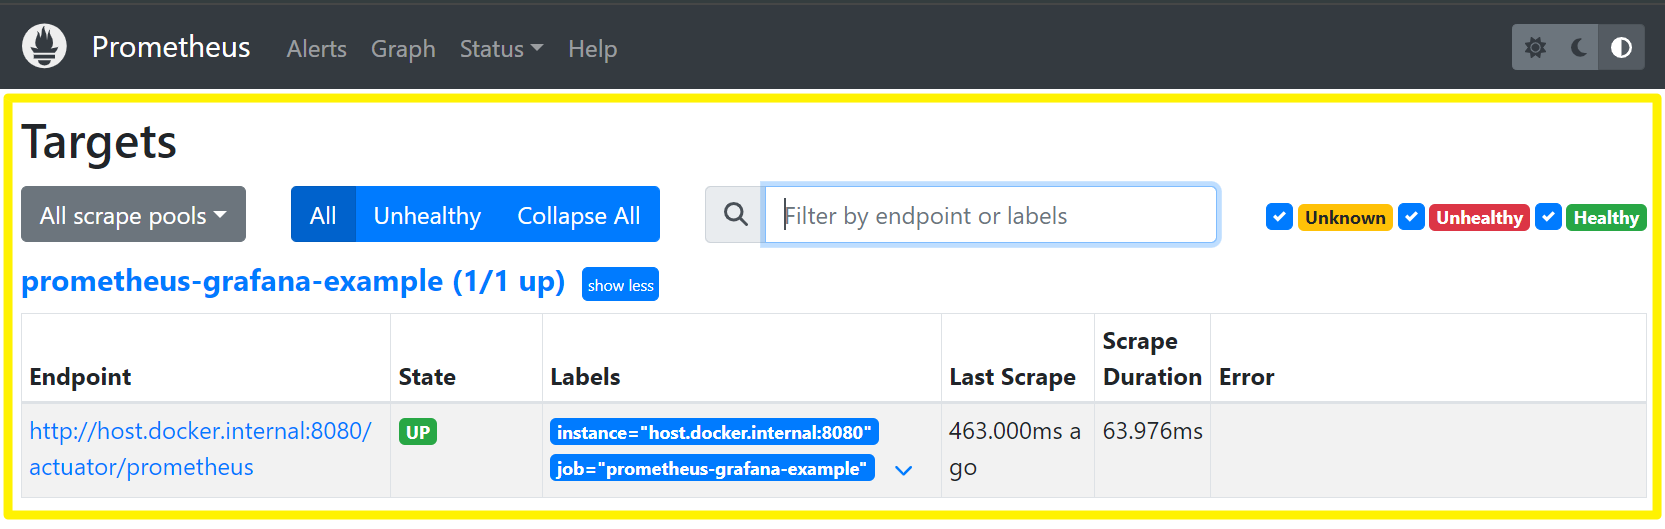 Prometheus Alerts Graph Status Help
Targets
All scrape pools All Unhealthy Collapse All Filter by endpoint or labels Unknown Unhealthy Healthy
prometheus-grafana-example (1/1 up) show less
Scrape
Endpoint State Labels Last Scrape Duration Error
http://host.docker.internal:8080/ UP instance="host.docker.internal:8080" 463.000ms a 63.976ms
actuator/prometheus job="prometheus-grafana-example" go